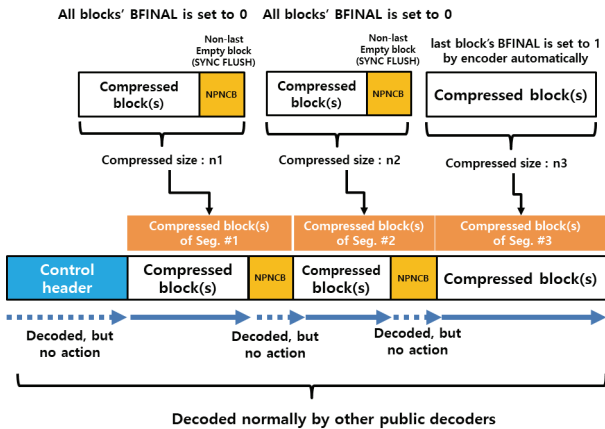 All blocks' BFINAL is set to 0
All blocks' BFINAL is set to 0
Non-last
Empty block
(SYNC FLUSH)
Non-last
Empty block
(SYNC FLUSH)
last block's BFINAL is set to 1
by encoder automatically
Compressed
block(s)
NPNCB
Compressed
block(s)
NPNCB
Compressed block(s)
Compressed size : n1
Compressed size : n2
Compressed size : n3
Compressed block(s)
of Seg. #1
Compressed block(s)
of Seg. #2
Compressed block(s)
of Seg. #3
Control
header
Compressed
block(s)
NPNCB
Compressed
block(s)
NPNCB
Compressed block(s)
Decoded, but
no action
Decoded, but
no action
Decoded, but
no action
Decoded normally by other public decoders